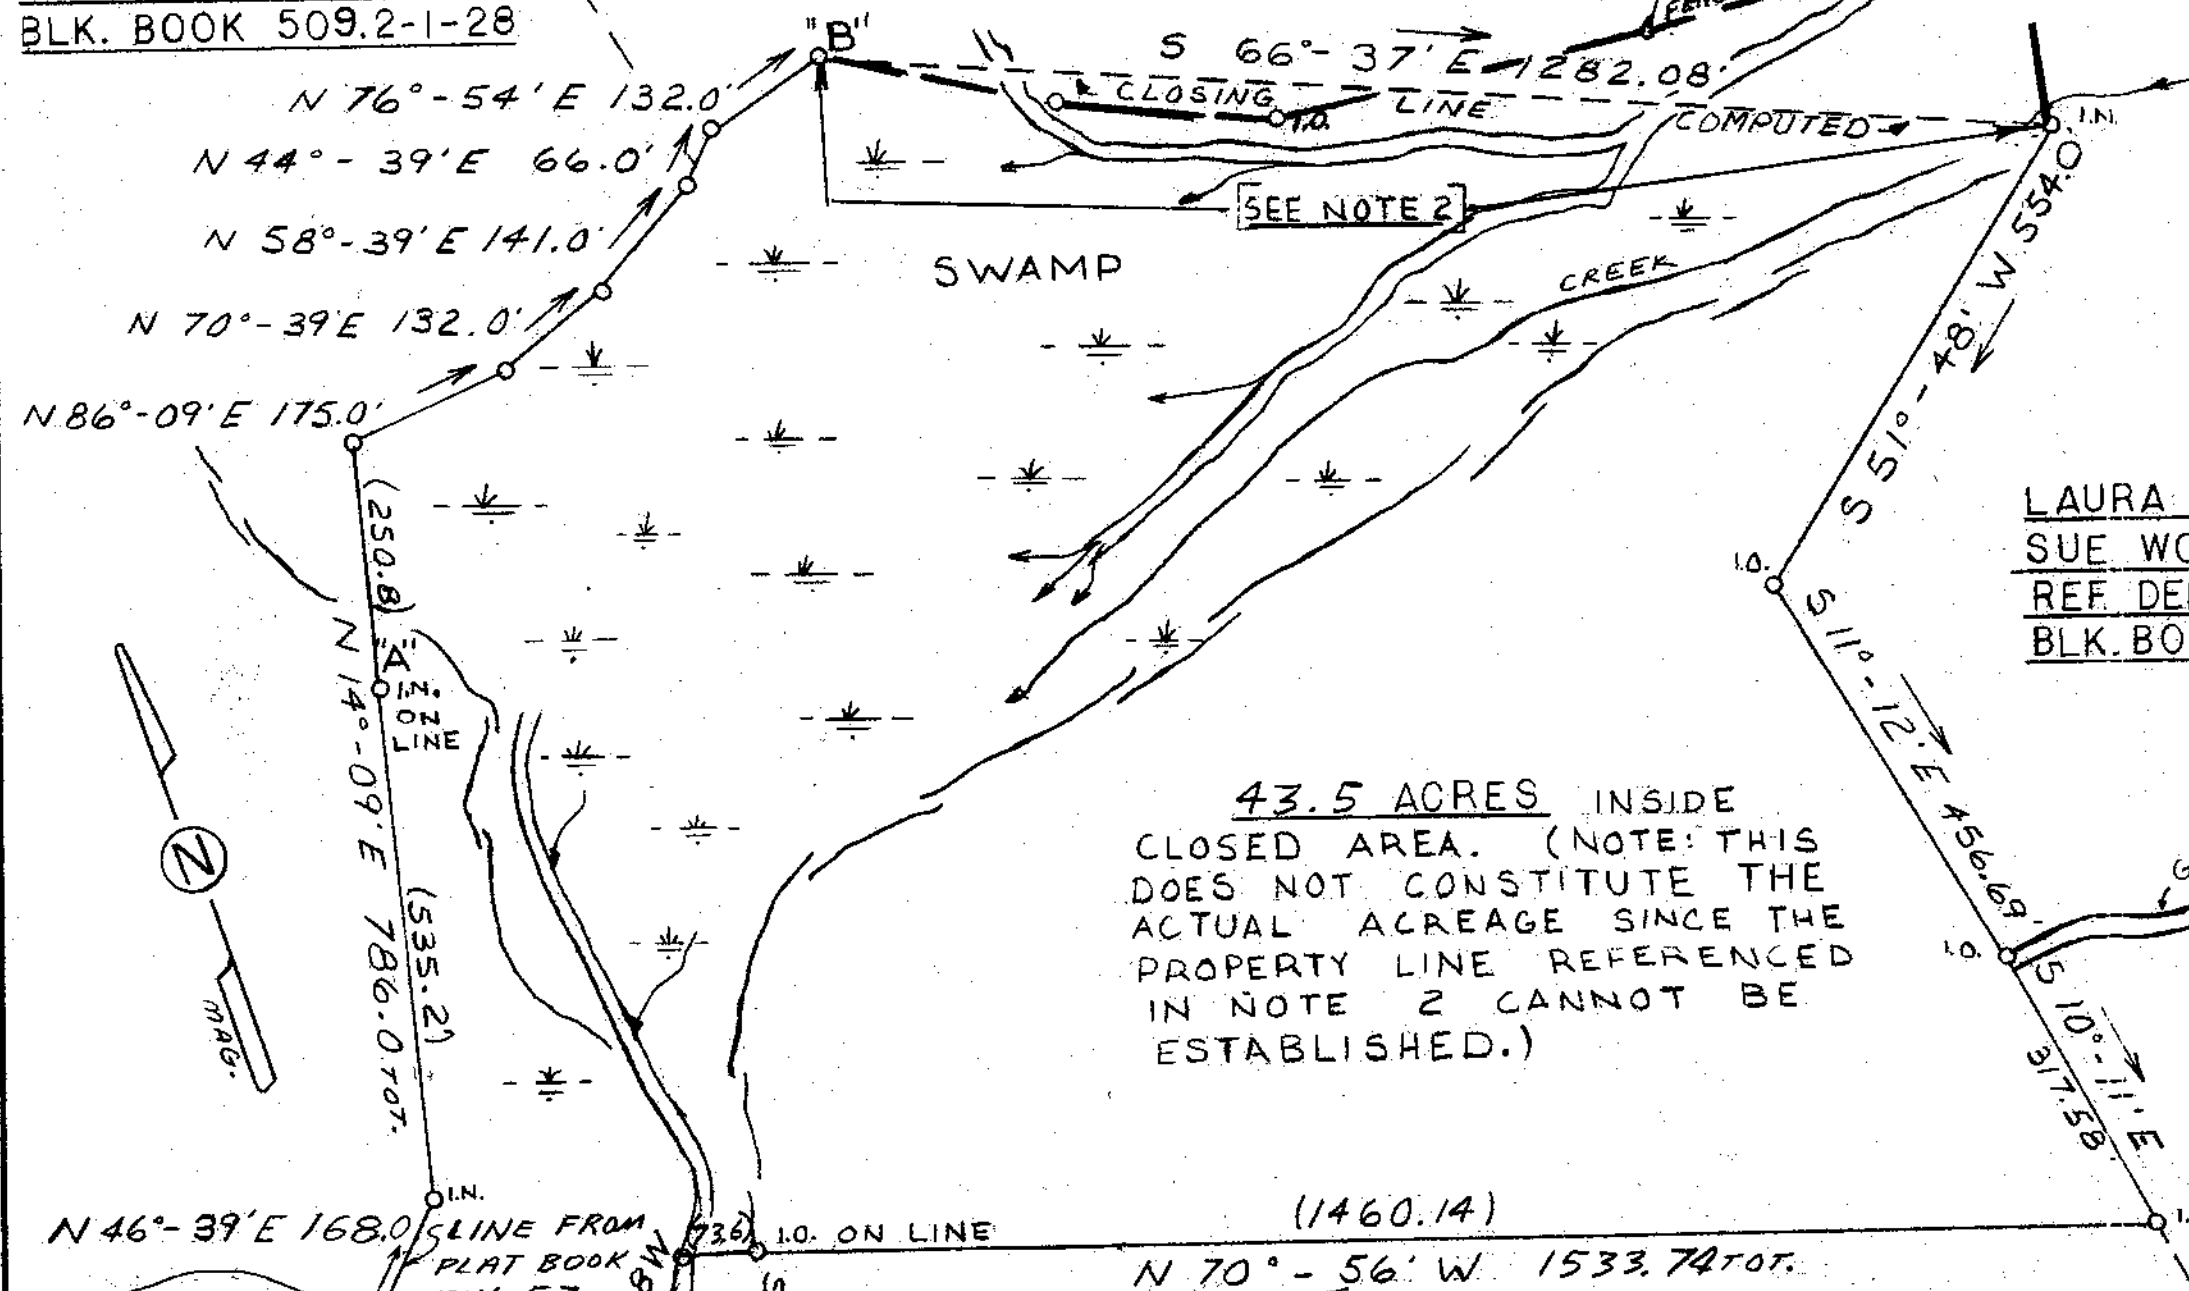 BLK. BOOK 509.2-1-28
"B"
S 66°-37' E 1282.08'
N 76°-54' E 132.0'
CLOSING LINE COMPUTED
I.O.
I.N.
N 44°-39' E 66.0'
SEE NOTE 2
N 58°-39' E 141.0'
SWAMP
CREEK
S 51°-48' W 554.0
N 70°-39' E 132.0'
N 86°-09' E 175.0'
(250.8)
LAURA
SUE
REF.
BLK.
I.O.
S 11°-12' E 456.69
"A"
I.N.
ON
LINE
N 14°-09' E 786.0 TOT.
(535.2)
N
MAG.
43.5 ACRES INSIDE
CLOSED AREA. (NOTE: THIS
DOES NOT CONSTITUTE THE
ACTUAL ACREAGE SINCE THE
PROPERTY LINE REFERENCED
IN NOTE 2 CANNOT BE
ESTABLISHED.)
I.O.
S 10°-11' E
317.58
I.N.
N 46°-39' E 168.0
LINE FROM
PLAT BOOK
(73.6)
I.O. ON LINE
(1460.14)
N 70°-56' W 1533.74 TOT.